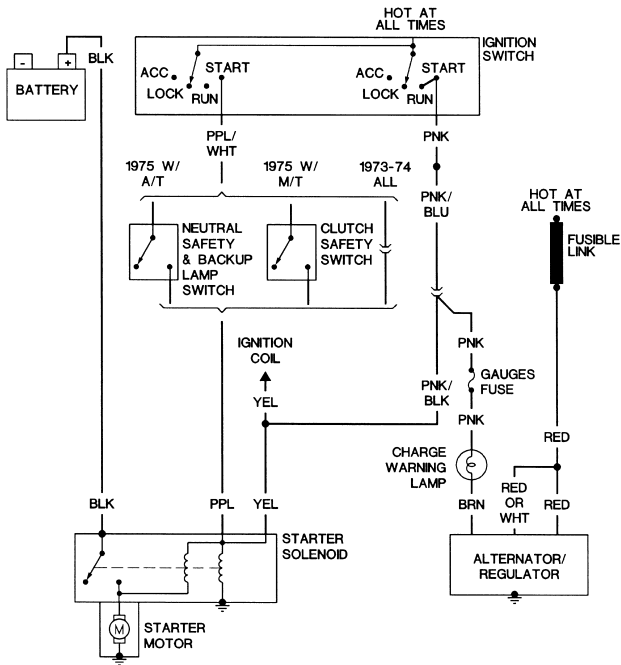 HOT AT
ALL TIMES
IGNITION
SWITCH
- +
BLK
BATTERY
ACC
START
LOCK
RUN
ACC
START
LOCK
RUN
PPL/
WHT
PNK
1975 W/
A/T
1975 W/
M/T
1973-74
ALL
PNK/
BLU
HOT AT
ALL TIMES
NEUTRAL
SAFETY
& BACKUP
LAMP
SWITCH
CLUTCH
SAFETY
SWITCH
FUSIBLE
LINK
IGNITION
COIL
YEL
PNK
GAUGES
FUSE
PNK/
BLK
PNK
RED
CHARGE
WARNING
LAMP
BLK
PPL
YEL
BRN
RED
OR
WHT
RED
STARTER
SOLENOID
ALTERNATOR/
REGULATOR
M
STARTER
MOTOR